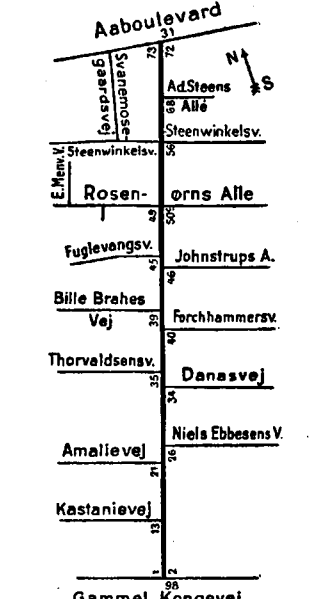 Aaboulevard
31
73 72
N
S
Svanemose-
gaardsvej
Ad.Steens
Allé
68
Steenwinkelsv.
Steenwinkelsv.
56
E.Menv.V.
Rosen- ørns Alle
49
Fuglevangsv.
45
Johnstrups A.
46
Bille Brahes
Vej
39
Forchhammersv.
40
Thorvaldsensv.
35
Danasvej
34
Niels Ebbesens V.
26
Amalievej
21
Kastanievej
13
1 2
98
Gammel Kongevej